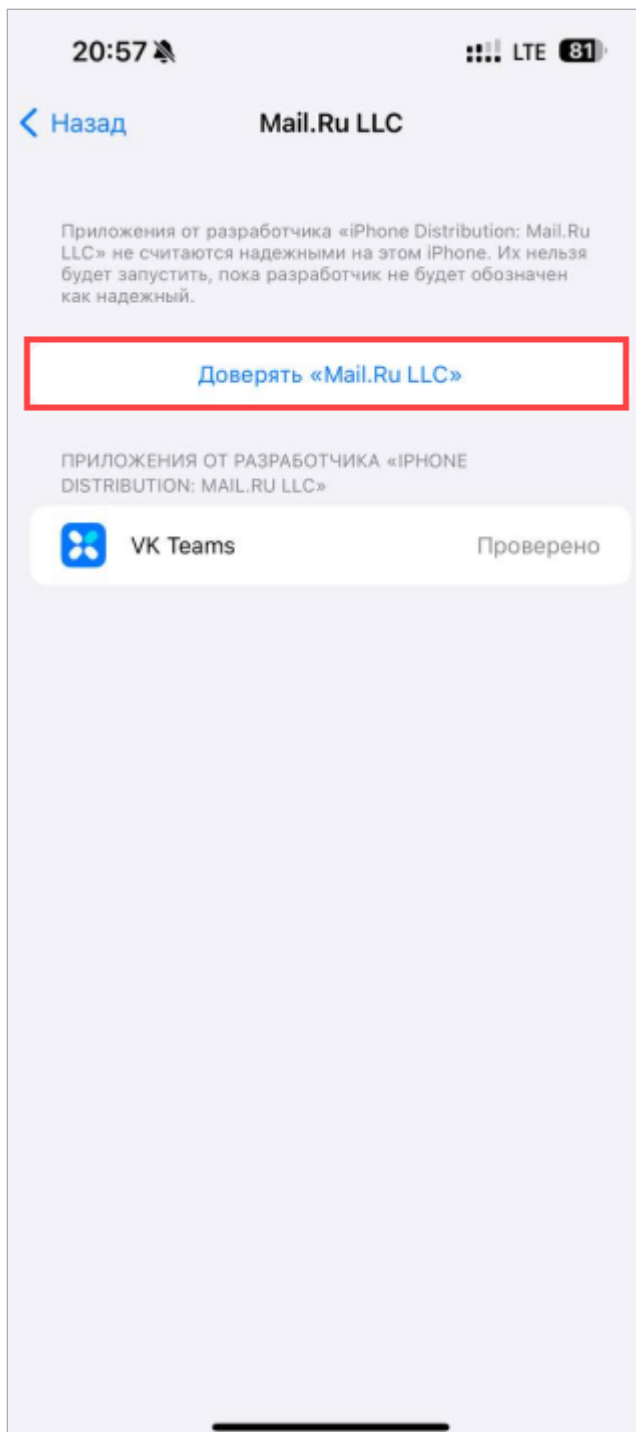 20:57
LTE 81
Назад
Mail.Ru LLC
Приложения от разработчика «iPhone Distribution: Mail.Ru
LLC» не считаются надежными на этом iPhone. Их нельзя
будет запустить, пока разработчик не будет обозначен
как надежный.
Доверять «Mail.Ru LLC»
ПРИЛОЖЕНИЯ ОТ РАЗРАБОТЧИКА «IPHONE
DISTRIBUTION: MAIL.RU LLC»
VK Teams
Проверено